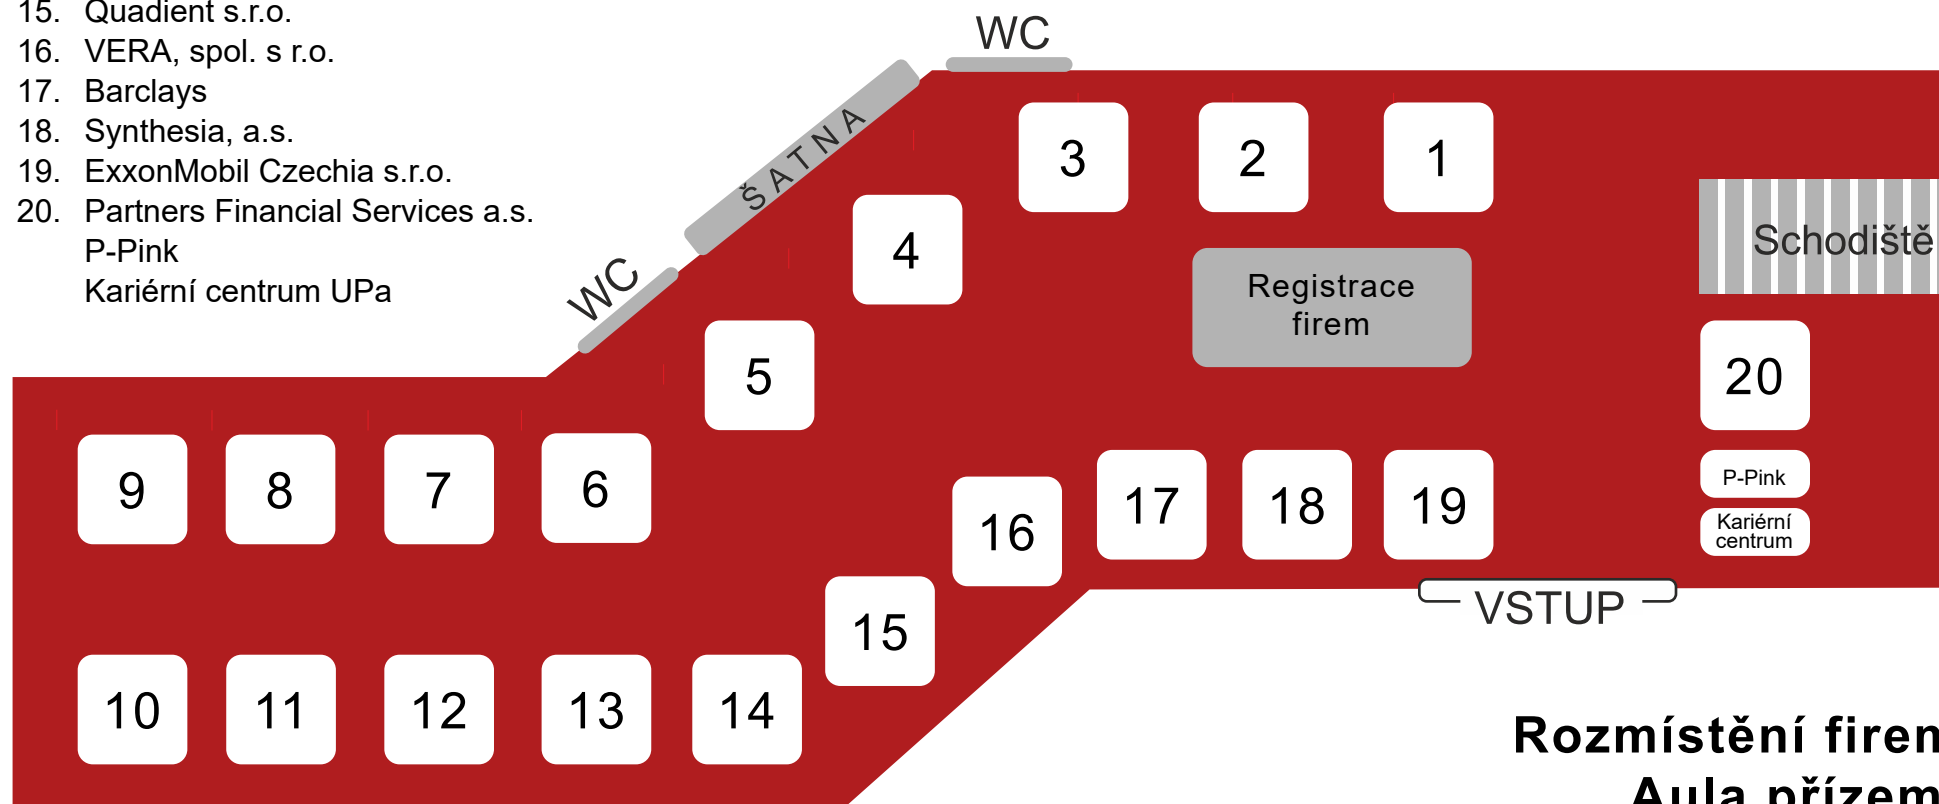 15. Quadient s.r.o.
16. VERA, spol. s r.o.
17. Barclays
18. Synthesia, a.s.
19. ExxonMobil Czechia s.r.o.
20. Partners Financial Services a.s.
P-Pink
Kariérní centrum UPa
WC
ŠATNA
WC
3
2
1
4
Schodiště
Registrace
firem
5
20
9
8
7
6
17
18
19
16
P-Pink
Kariérní
centrum
VSTUP
15
10
11
12
13
14
Rozmístění firem
Aula přízem